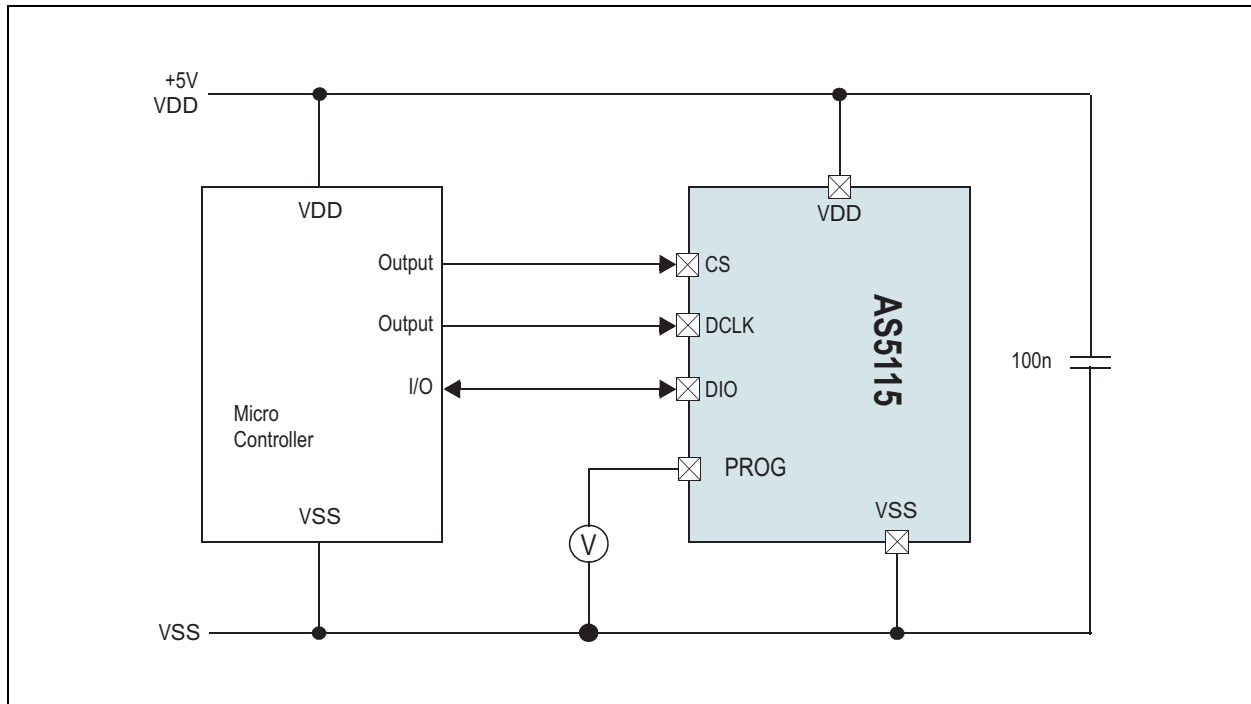 +5V
VDD
VDD
VDD
Output
CS
Output
DCLK
I/O
DIO
AS5115
100n
Micro
Controller
PROG
VSS
VSS
V
VSS